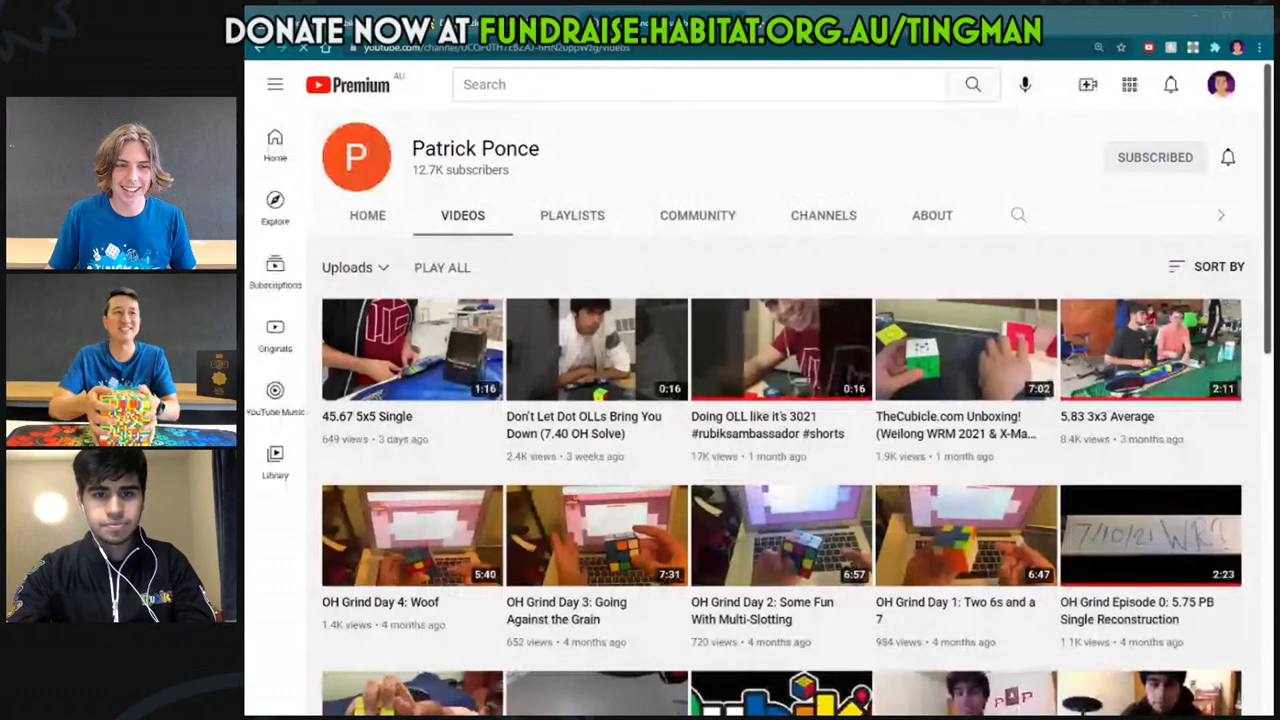 DONATE NOW AT FUNDRAISE.HABITAT.ORG.AU/TINGMAN
Premium AU
Search
Home
Explore
Subscriptions
Originals
YouTube Music
Library
Patrick Ponce
12.7K subscribers
SUBSCRIBED
HOME VIDEOS PLAYLISTS COMMUNITY CHANNELS ABOUT
Uploads PLAY ALL SORT BY
1:16
45.67 5x5 Single
649 views • 3 days ago
0:16
Don't Let Dot OLLs Bring You
Down (7.40 OH Solve)
2.4K views • 3 weeks ago
0:16
Doing OLL like it's 3021
#rubiksambassador #shorts
17K views • 1 month ago
7:02
TheCubicle.com Unboxing!
(Weilong WRM 2021 & X-Ma...
1.9K views • 1 month ago
2:11
5.83 3x3 Average
8.4K views • 3 months ago
5:40
OH Grind Day 4: Woof
1.4K views • 4 months ago
7:31
OH Grind Day 3: Going
Against the Grain
652 views • 4 months ago
6:57
OH Grind Day 2: Some Fun
With Multi-Slotting
720 views • 4 months ago
6:47
OH Grind Day 1: Two 6s and a
7
984 views • 4 months ago
7/10/21 WR?
2:23
OH Grind Episode 0: 5.75 PB
Single Reconstruction
1.1K views • 4 months ago